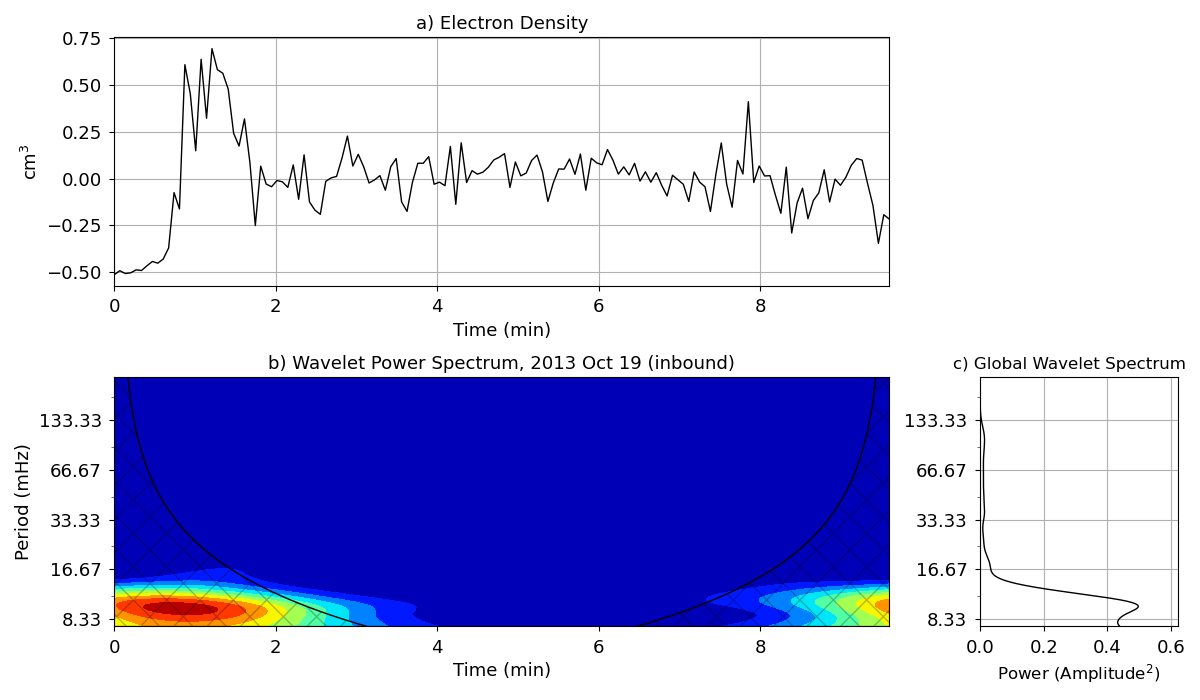 a) Electron Density
0.75
0.50
0.25
0.00
−0.25
−0.50
cm³
0 2 4 6 8
Time (min)
b) Wavelet Power Spectrum, 2013 Oct 19 (inbound)
133.33
66.67
33.33
16.67
8.33
Period (mHz)
0 2 4 6 8
Time (min)
c) Global Wavelet Spectrum
133.33
66.67
33.33
16.67
8.33
0.0 0.2 0.4 0.6
Power (Amplitude²)